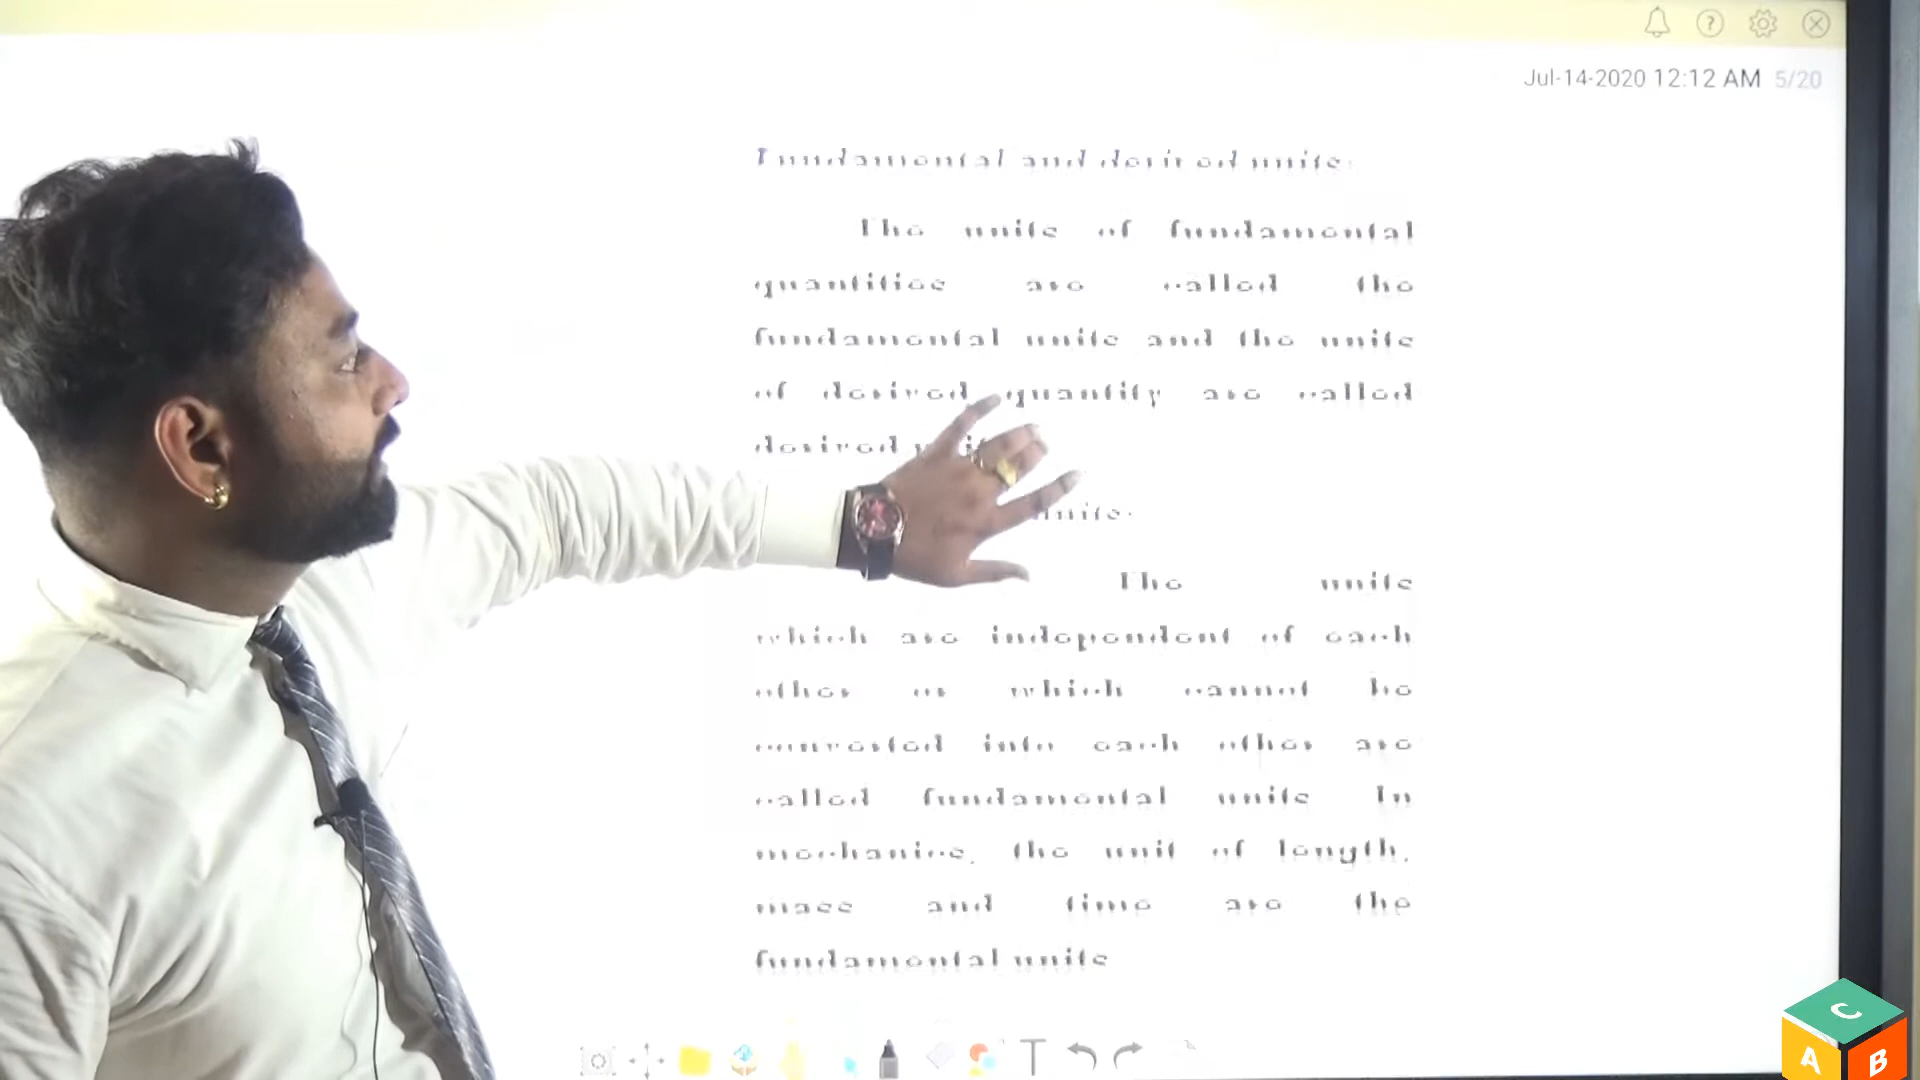 Jul-14-2020 12:12 AM 5/20
Fundamental and derived units:
The units of fundamental
quantities are called the
fundamental units and the units
of derived quantity are called
derived
units:
The units
which are independent of each
other or which cannot be
converted into each other are
called fundamental units In
mechanics, the unit of length,
mass and time are the
fundamental units
C
A B